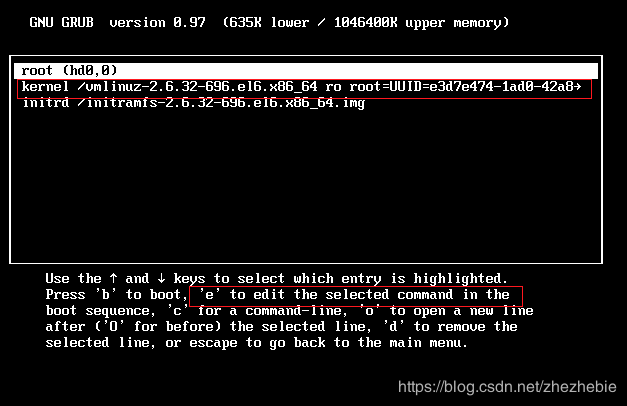 GNU GRUB  version 0.97  (635K lower / 1046400K upper memory)
root (hd0,0)
kernel /vmlinuz-2.6.32-696.el6.x86_64 ro root=UUID=e3d7e474-1ad0-42a8→
initrd /initramfs-2.6.32-696.el6.x86_64.img
Use the ↑ and ↓ keys to select which entry is highlighted.
Press 'b' to boot, 'e' to edit the selected command in the
boot sequence, 'c' for a command-line, 'o' to open a new line
after ('O' for before) the selected line, 'd' to remove the
selected line, or escape to go back to the main menu.
https://blog.csdn.net/zhezhebie